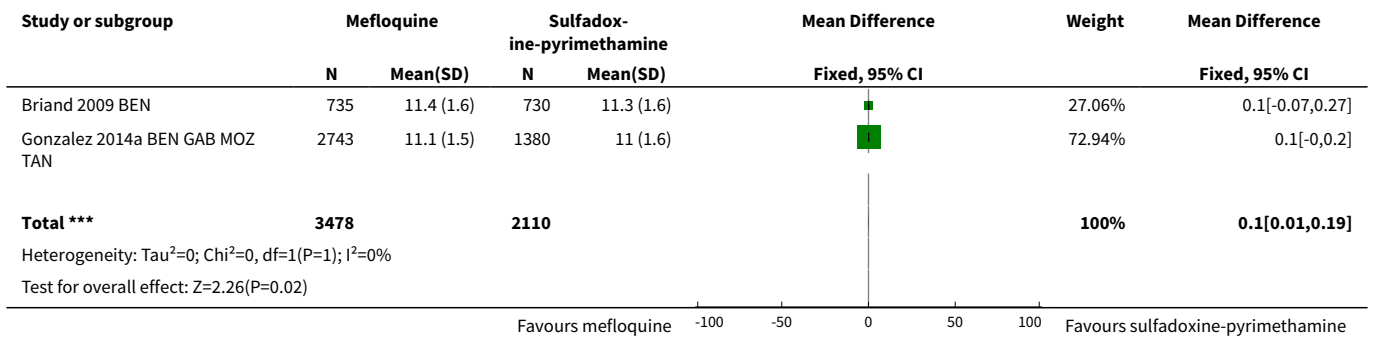 Study or subgroup Mefloquine Sulfadox- Mean Difference Weight Mean Difference
ine-pyrimethamine
N Mean(SD) N Mean(SD) Fixed, 95% CI Fixed, 95% CI
Briand 2009 BEN 735 11.4 (1.6) 730 11.3 (1.6) 27.06% 0.1[-0.07,0.27]
Gonzalez 2014a BEN GAB MOZ 2743 11.1 (1.5) 1380 11 (1.6) 72.94% 0.1[-0,0.2]
TAN
Total *** 3478 2110 100% 0.1[0.01,0.19]
Heterogeneity: Tau²=0; Chi²=0, df=1(P=1); I²=0%
Test for overall effect: Z=2.26(P=0.02)
Favours mefloquine -100 -50 0 50 100 Favours sulfadoxine-pyrimethamine